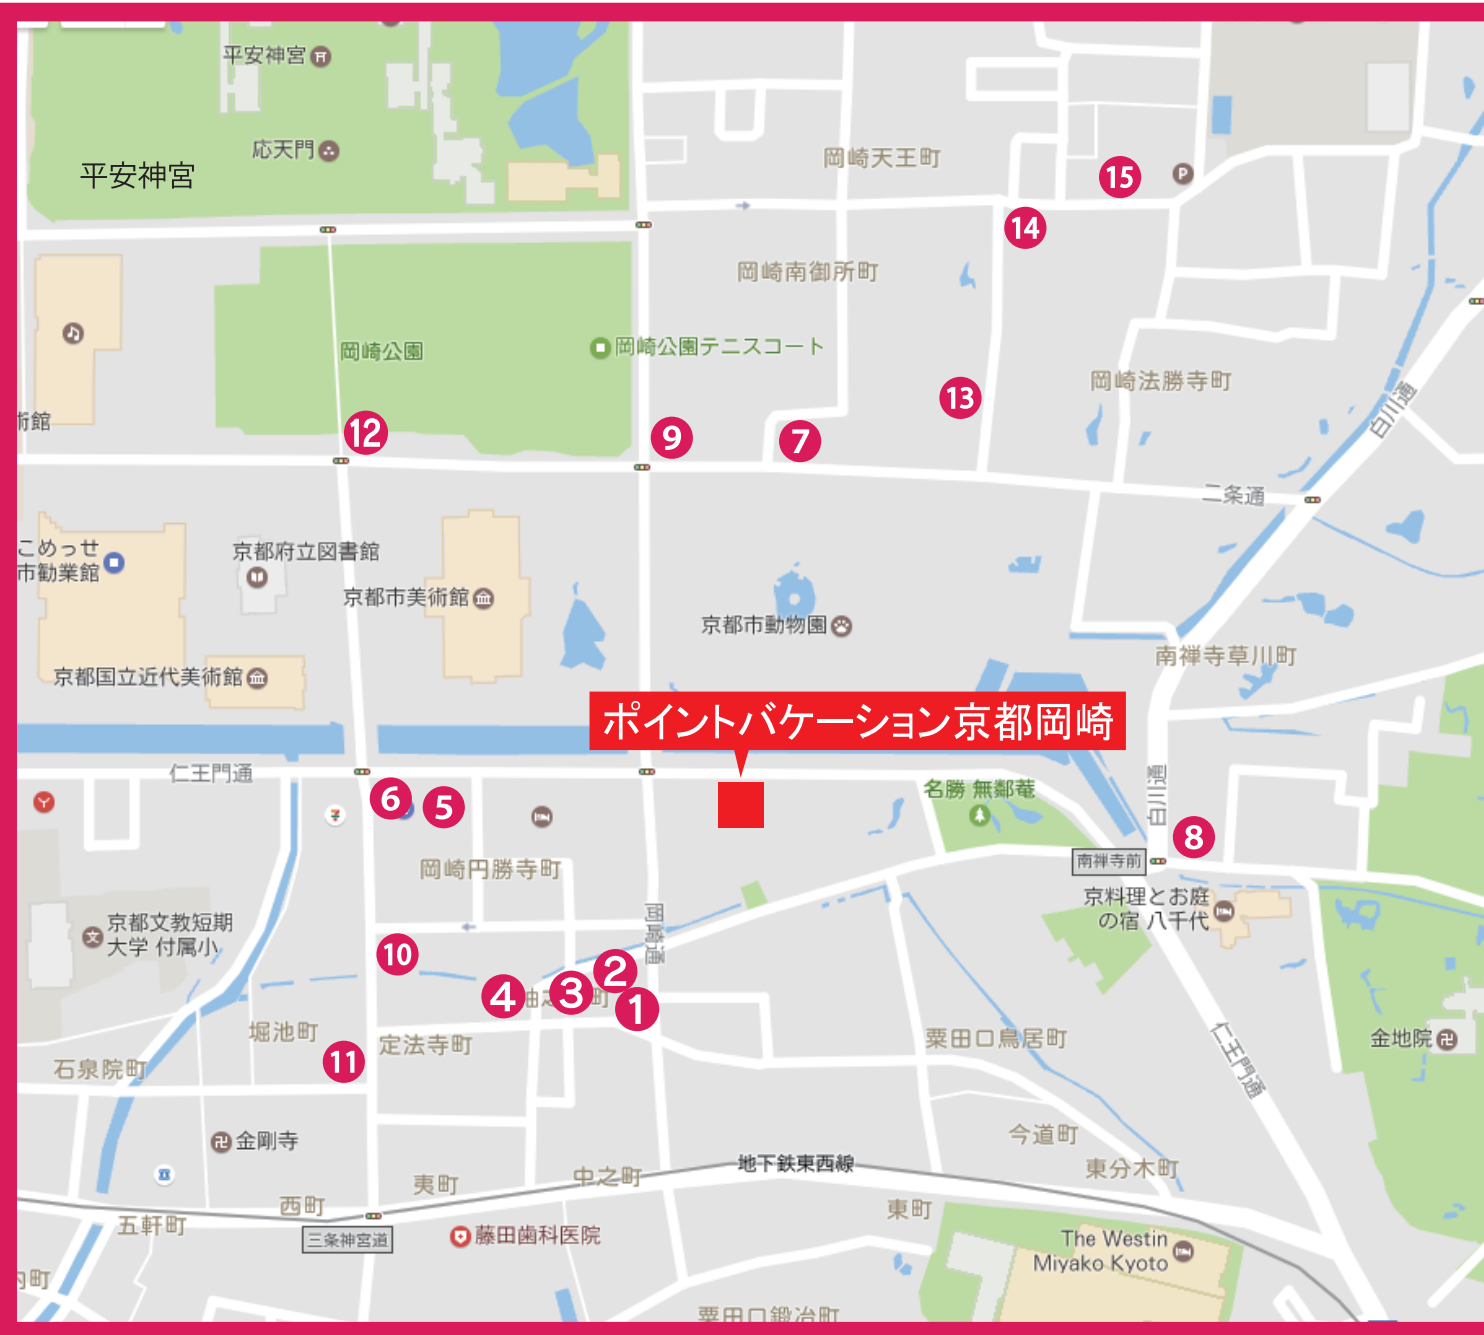 平安神宮
応天門
平安神宮
岡崎天王町
15
P
14
岡崎南御所町
岡崎公園
岡崎公園テニスコート
岡崎法勝寺町
13
白川通
術館
12
9
7
二条通
こめっせ
市勧業館
京都府立図書館
京都市美術館
京都市動物園
南禅寺草川町
京都国立近代美術館
ポイントバケーション京都岡崎
仁王門通
名勝 無鄰菴
白川通
6
5
8
岡崎円勝寺町
南禅寺前
京料理とお庭
の宿 八千代
文
京都文教短期
大学 付属小
岡崎通
10
2
3
4
1
町
堀池町
定法寺町
粟田口鳥居町
金地院
卍
石泉院町
11
仁王門通
卍
金剛寺
今道町
地下鉄東西線
東分木町
夷町
中之町
西町
東町
五軒町
三条神宮道
藤田歯科医院
The Westin
Miyako Kyoto
町
粟田口鍛冶町